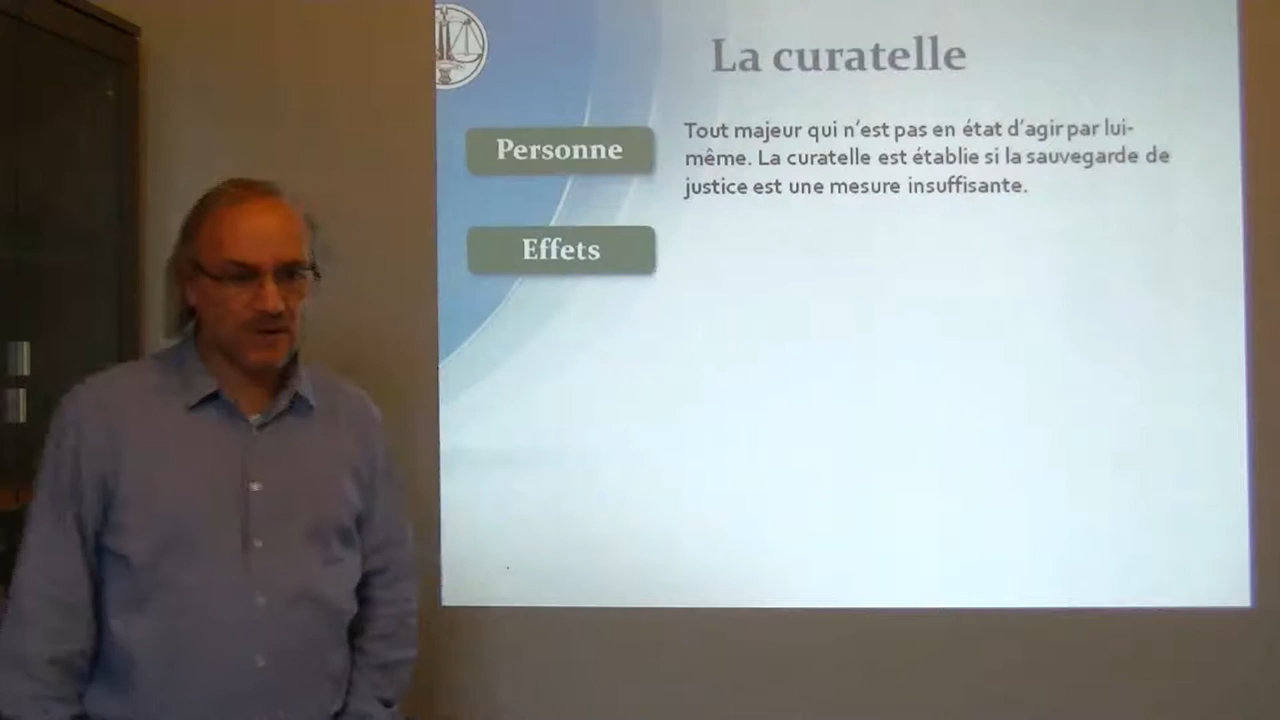 La curatelle
Personne
Tout majeur qui n'est pas en état d'agir par lui-
même. La curatelle est établie si la sauvegarde de
justice est une mesure insuffisante.
Effets